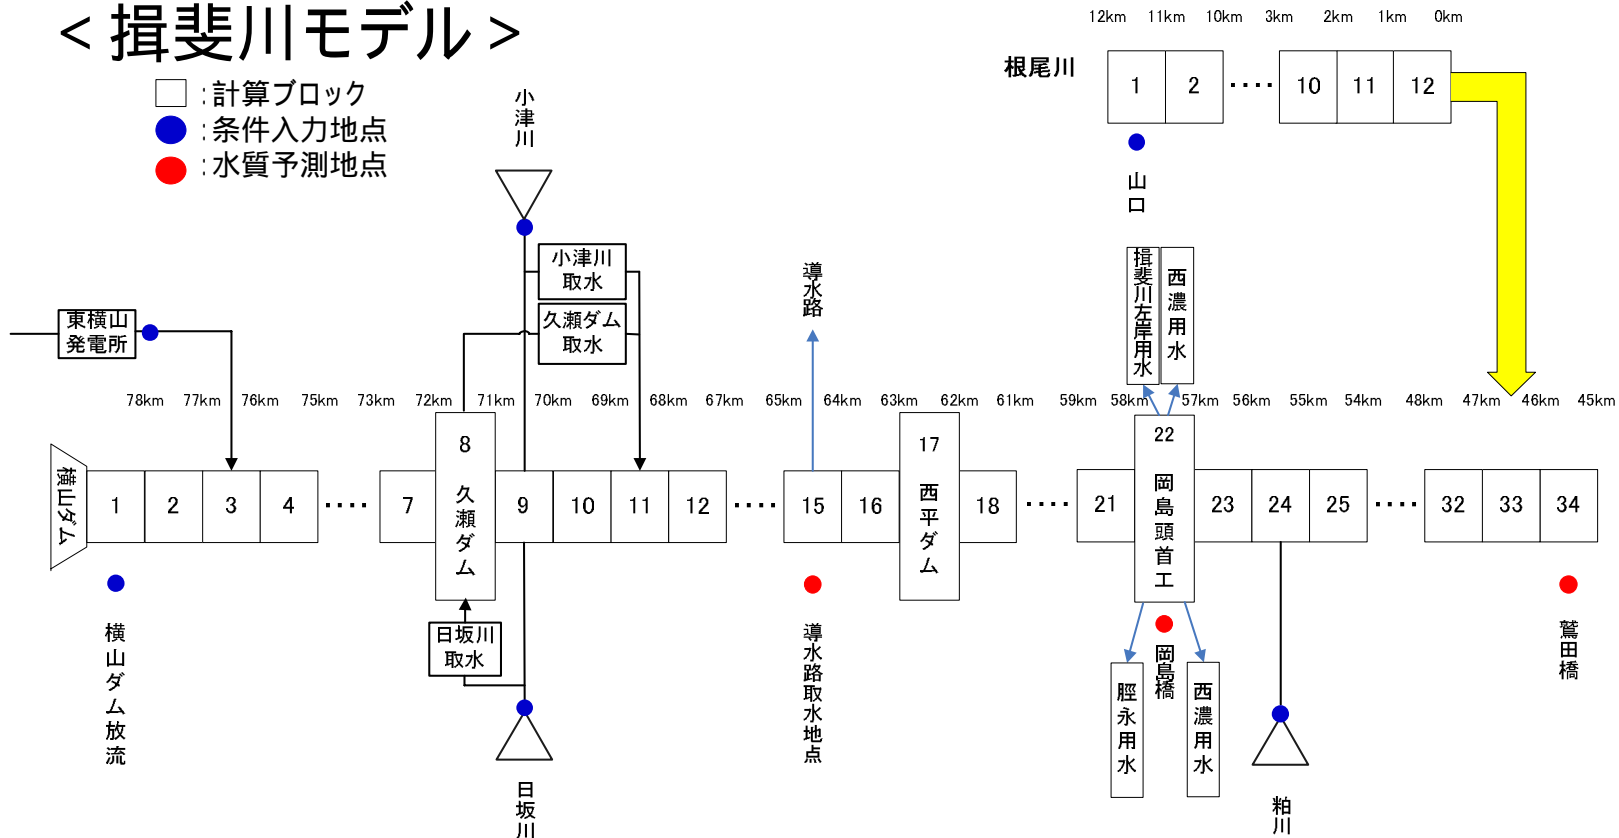 ＜揖斐川モデル＞
：計算ブロック
：条件入力地点
：水質予測地点
12km 11km 10km 3km 2km 1km 0km
根尾川
1 2 ‥‥ 10 11 12
山口
小津川
小津川
取水
久瀬ダム
取水
東横山
発電所
導水路
揖斐川左岸用水
西濃用水
78km 77km 76km 75km 73km 72km 71km 70km 69km 68km 67km 65km 64km 63km 62km 61km 59km 58km 57km 56km 55km 54km 48km 47km 46km 45km
横山ダム
1 2 3 4 ‥‥ 7
8 久瀬ダム
9 10 11 12 ‥‥ 15 16
17 西平ダム
18 ‥‥ 21
22 岡島頭首工
23 24 25 ‥‥ 32 33 34
横山ダム放流
日坂川
取水
日坂川
導水路取水地点
脛永用水
岡島橋
西濃用水
粕川
鷲田橋